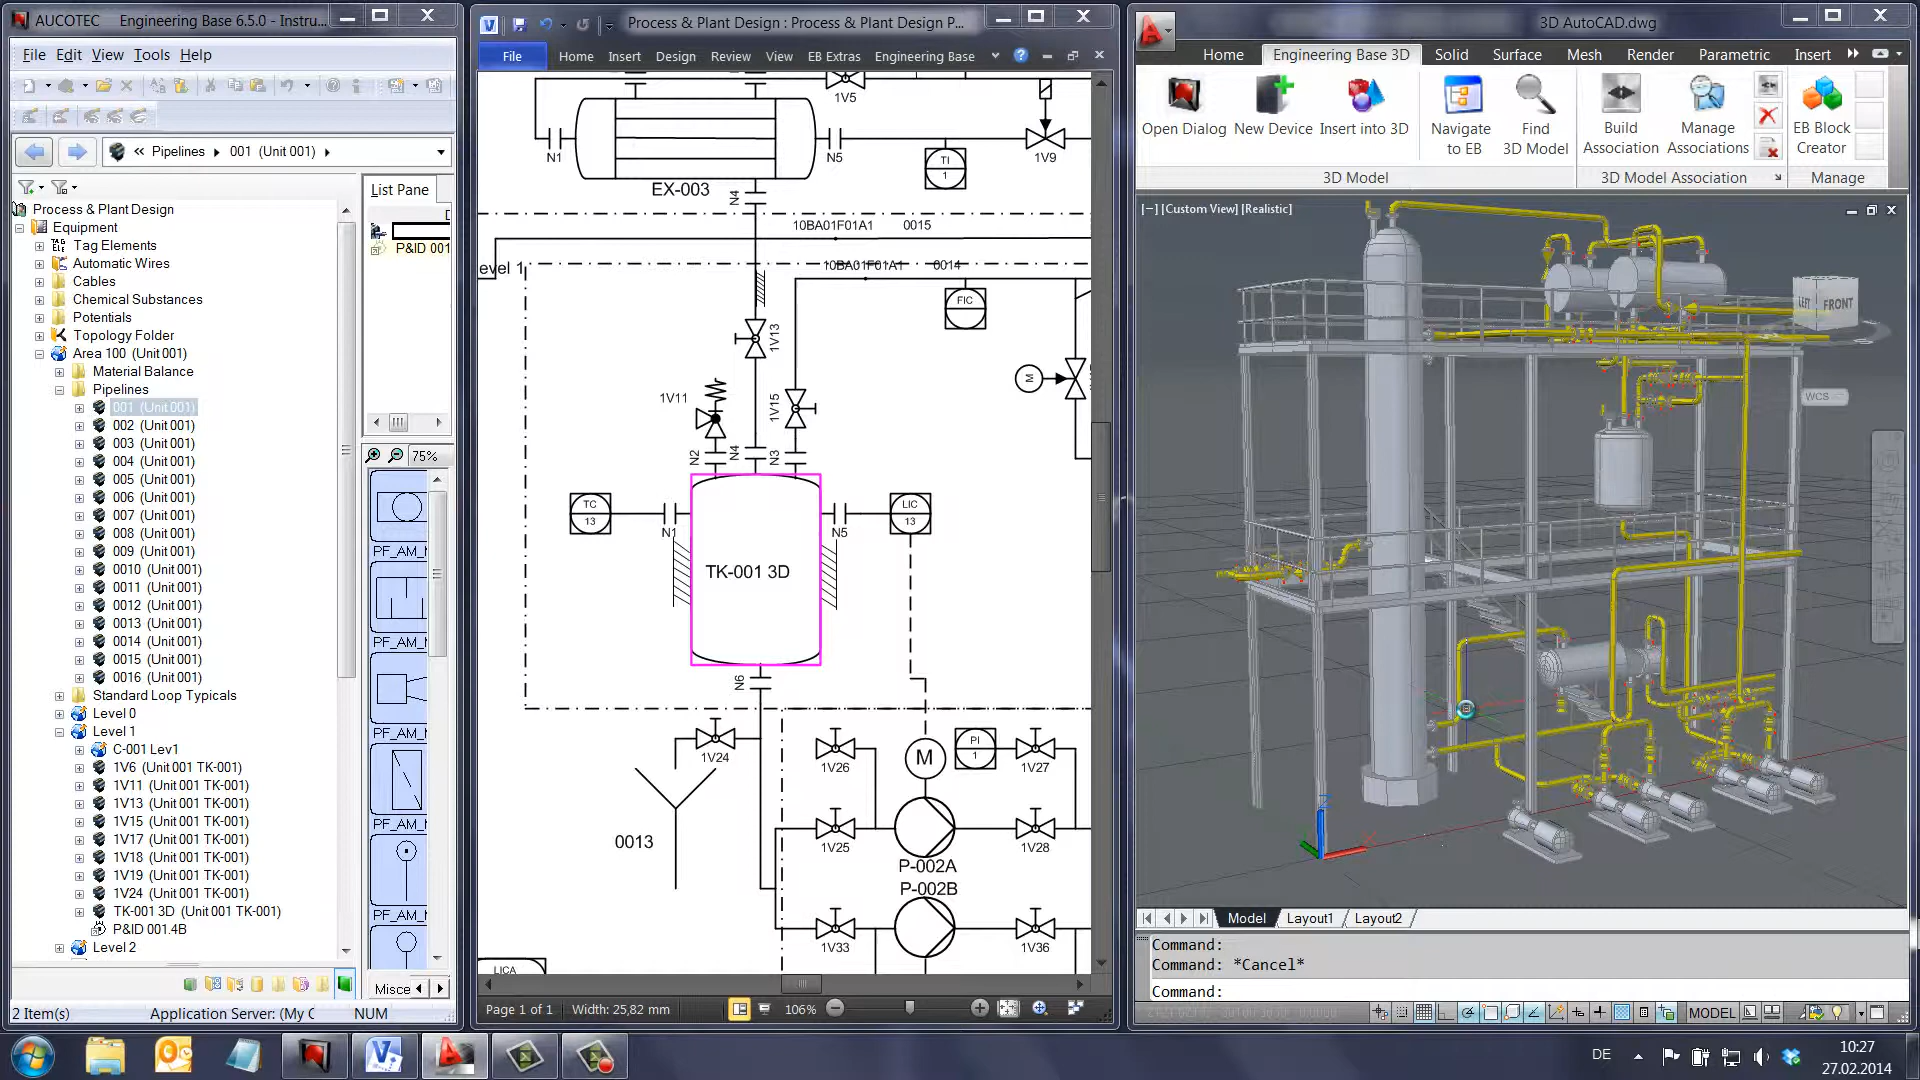 AUCOTEC Engineering Base 6.5.0 - Instru...
File Edit View Tools Help
« Pipelines 001 (Unit 001)
List Pane
P&ID 001
Process & Plant Design
Equipment
Tag Elements
Automatic Wires
Cables
Chemical Substances
Potentials
Topology Folder
Area 100 (Unit 001)
Material Balance
Pipelines
001 (Unit 001)
002 (Unit 001)
003 (Unit 001)
004 (Unit 001)
005 (Unit 001)
006 (Unit 001)
007 (Unit 001)
008 (Unit 001)
009 (Unit 001)
0010 (Unit 001)
0011 (Unit 001)
0012 (Unit 001)
0013 (Unit 001)
0014 (Unit 001)
0015 (Unit 001)
0016 (Unit 001)
Standard Loop Typicals
Level 0
Level 1
C-001 Lev1
1V6 (Unit 001 TK-001)
1V11 (Unit 001 TK-001)
1V13 (Unit 001 TK-001)
1V15 (Unit 001 TK-001)
1V17 (Unit 001 TK-001)
1V18 (Unit 001 TK-001)
1V19 (Unit 001 TK-001)
1V24 (Unit 001 TK-001)
TK-001 3D (Unit 001 TK-001)
P&ID 001.4B
Level 2
75%
PF_AM_
PF_AM_
PF_AM_
PF_AM_
PF_AM_
Misce
2 Item(s) Application Server: (My C NUM
Process & Plant Design : Process & Plant Design P...
File Home Insert Design Review View EB Extras Engineering Base
1V5
N1
N5
EX-003
N4
TI
1
1V9
10BA01F01A1 0015
evel 1
10BA01F01A1 0014
FIC
1V13
M
1V11
1V15
N2
N4
N3
TC
13
N1
N5
LIC
13
TK-001 3D
N6
1V24
1V26
M
PI
1
1V27
0013
1V25
1V28
P-002A
P-002B
1V33
1V36
LICA
Page 1 of 1 Width: 25,82 mm 106%
3D AutoCAD.dwg
Home Engineering Base 3D Solid Surface Mesh Render Parametric Insert
Open Dialog New Device Insert into 3D
Navigate to EB
Find 3D Model
Build Association
Manage Associations
EB Block Creator
3D Model 3D Model Association Manage
[−] [Custom View] [Realistic]
LEFT FRONT
WCS
Z
X
Model Layout1 Layout2
Command:
Command: *Cancel*
Command:
MODEL
DE
10:27
27.02.2014